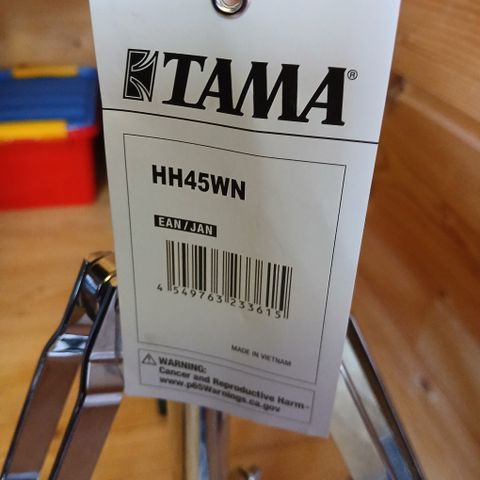 TAMA®
HH45WN
EAN/JAN
4 549763 233615
MADE IN VIETNAM
WARNING:
Cancer and Reproductive Harm -
www.p65Warnings.ca.gov